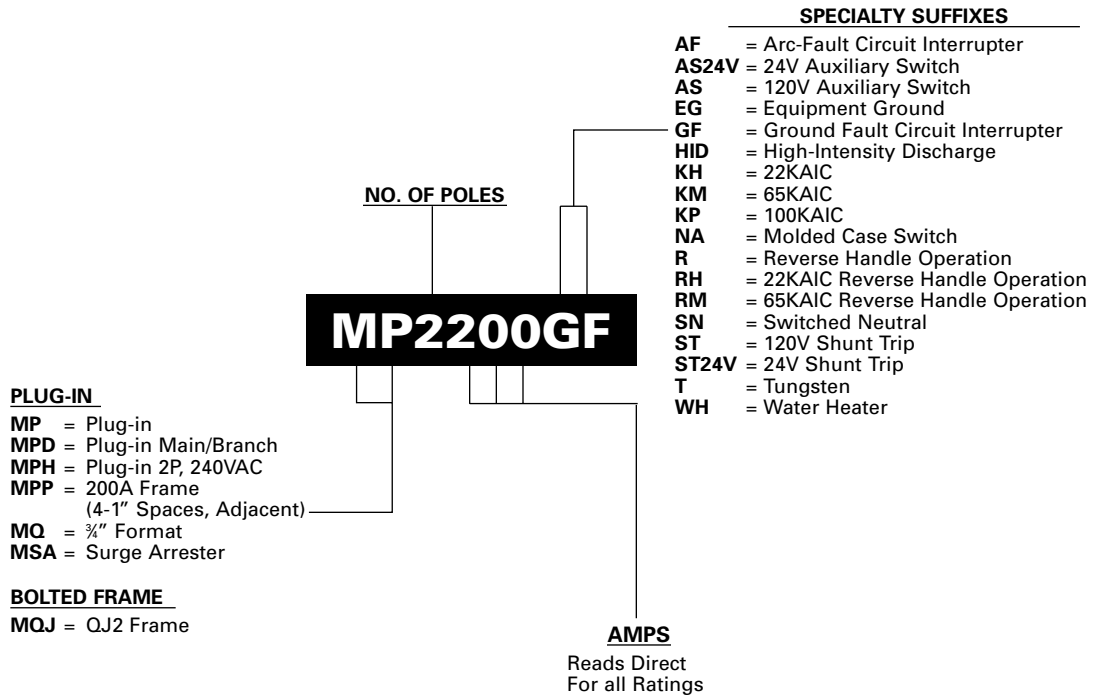 SPECIALTY SUFFIXES
AF = Arc-Fault Circuit Interrupter
AS24V = 24V Auxiliary Switch
AS = 120V Auxiliary Switch
EG = Equipment Ground
GF = Ground Fault Circuit Interrupter
HID = High-Intensity Discharge
KH = 22KAIC
KM = 65KAIC
KP = 100KAIC
NA = Molded Case Switch
R = Reverse Handle Operation
RH = 22KAIC Reverse Handle Operation
RM = 65KAIC Reverse Handle Operation
SN = Switched Neutral
ST = 120V Shunt Trip
ST24V = 24V Shunt Trip
T = Tungsten
WH = Water Heater
NO. OF POLES
MP2200GF
PLUG-IN
MP = Plug-in
MPD = Plug-in Main/Branch
MPH = Plug-in 2P, 240VAC
MPP = 200A Frame
(4-1″ Spaces, Adjacent)
MQ = ¾″ Format
MSA = Surge Arrester
BOLTED FRAME
MQJ = QJ2 Frame
AMPS
Reads Direct
For all Ratings